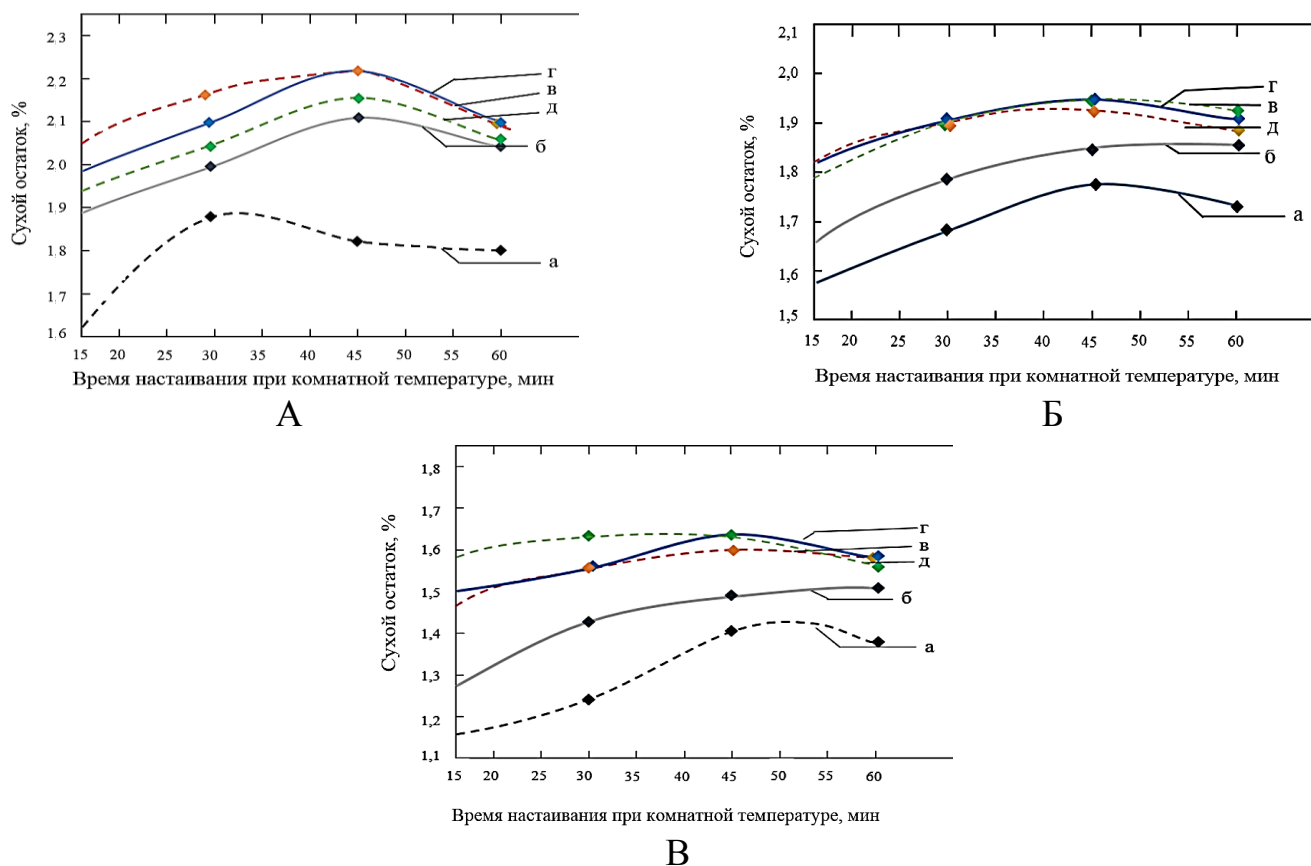 2.3
2.2
2.1
2.0
1.9
1.8
1.7
1.6
Сухой остаток, %
г
в
д
б
а
15 20 30 35 40 45 50 55 60
Время настаивания при комнатной температуре, мин
А
2,1
2,0
1,9
1,8
1,7
1,6
1,5
Сухой остаток, %
г
в
д
б
а
15 20 30 35 40 45 50 55 60
Время настаивания при комнатной температуре, мин
Б
1,8
1,7
1,6
1,5
1,4
1,3
1,2
1,1
Сухой остаток, %
г
в
д
б
а
15 20 25 30 35 40 45 50 55 60
Время настаивания при комнатной температуре, мин
В